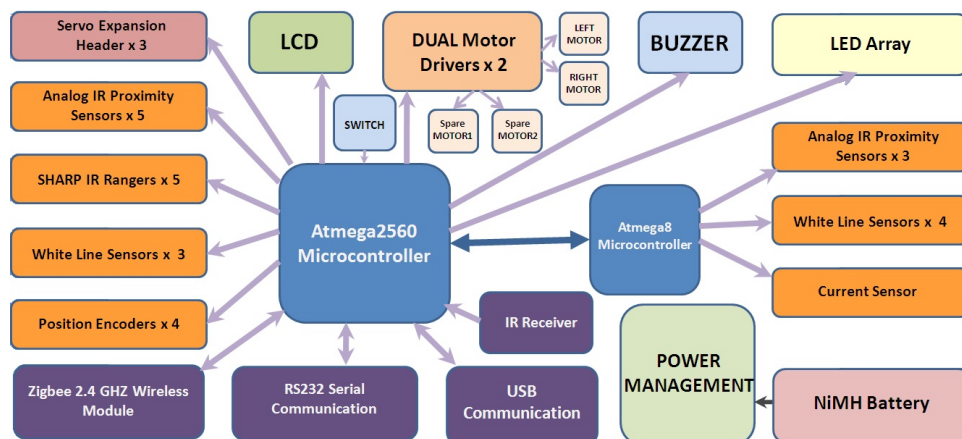 Servo Expansion
Header x 3
LCD
DUAL Motor
Drivers x 2
LEFT
MOTOR
RIGHT
MOTOR
BUZZER
LED Array
Analog IR Proximity
Sensors x 5
SWITCH
Spare
MOTOR1
Spare
MOTOR2
Analog IR Proximity
Sensors x 3
SHARP IR Rangers x 5
Atmega2560
Microcontroller
Atmega8
Microcontroller
White Line Sensors x 4
White Line Sensors x 3
Current Sensor
Position Encoders x 4
IR Receiver
POWER
MANAGEMENT
Zigbee 2.4 GHZ Wireless
Module
RS232 Serial
Communication
USB
Communication
NiMH Battery